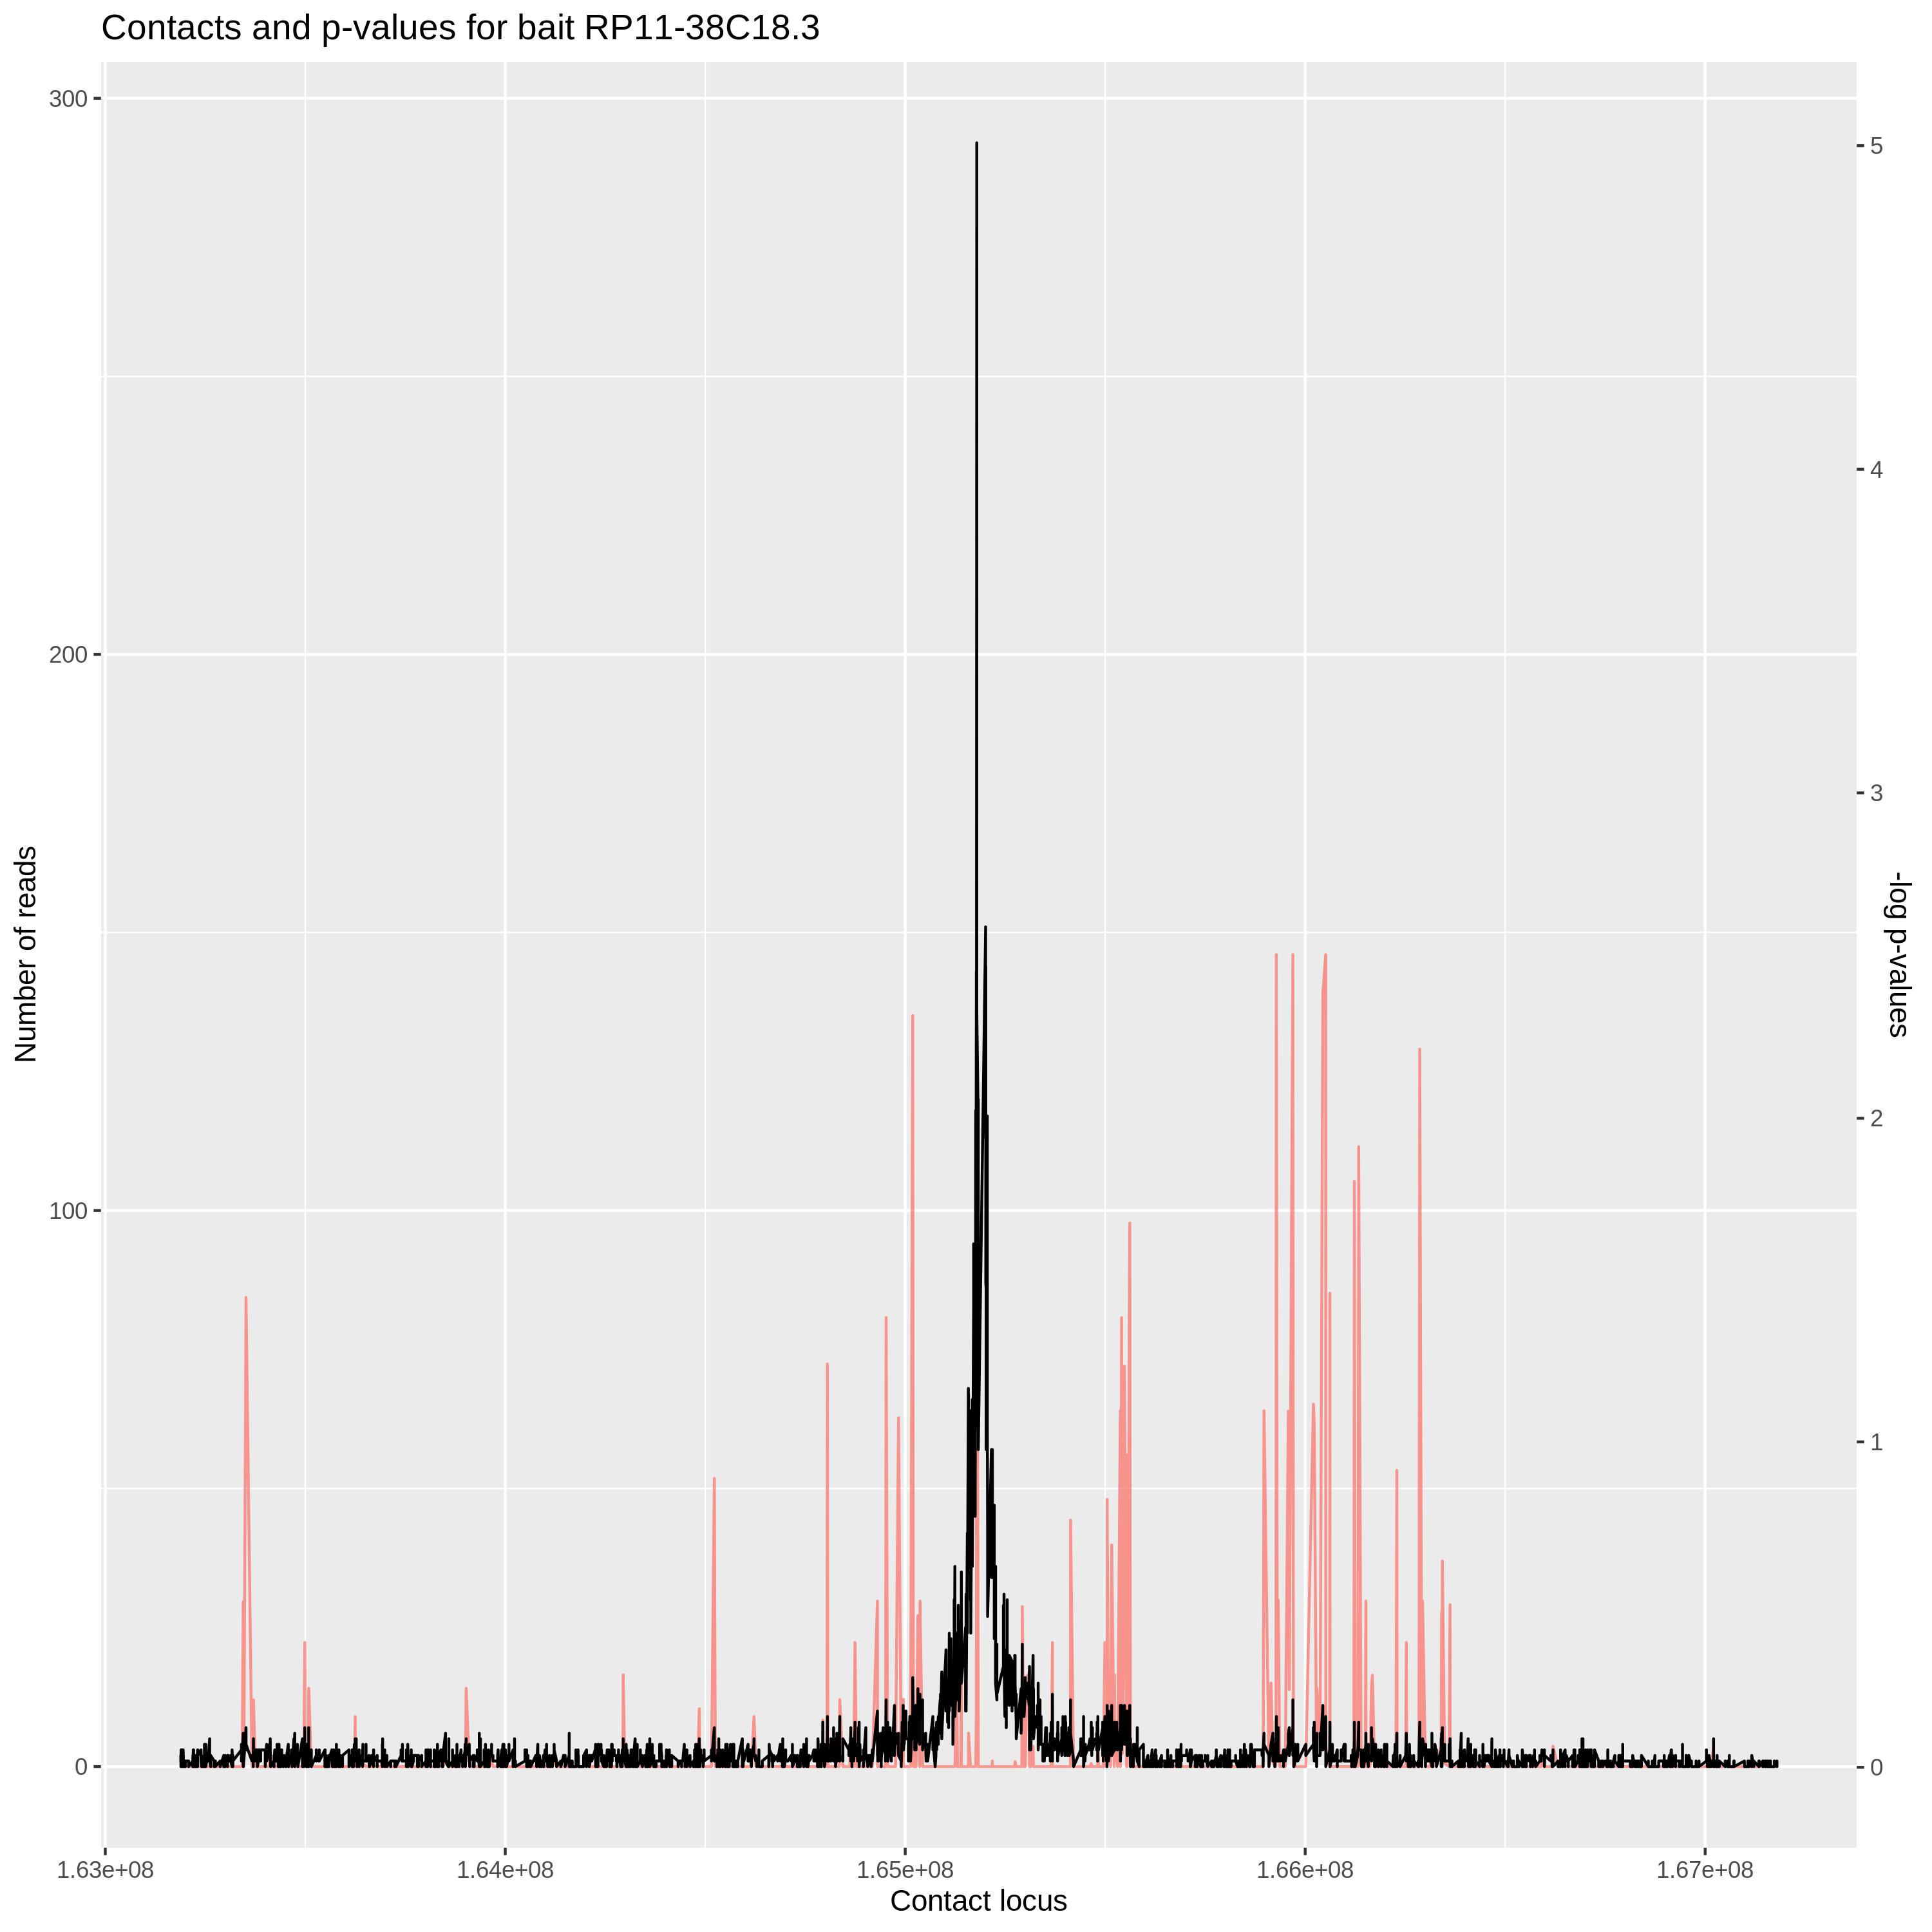 Contacts and p-values for bait RP11-38C18.3
300
200
100
0
Number of reads
5
4
3
2
1
0
-log p-values
1.63e+08 1.64e+08 1.65e+08 1.66e+08 1.67e+08
Contact locus